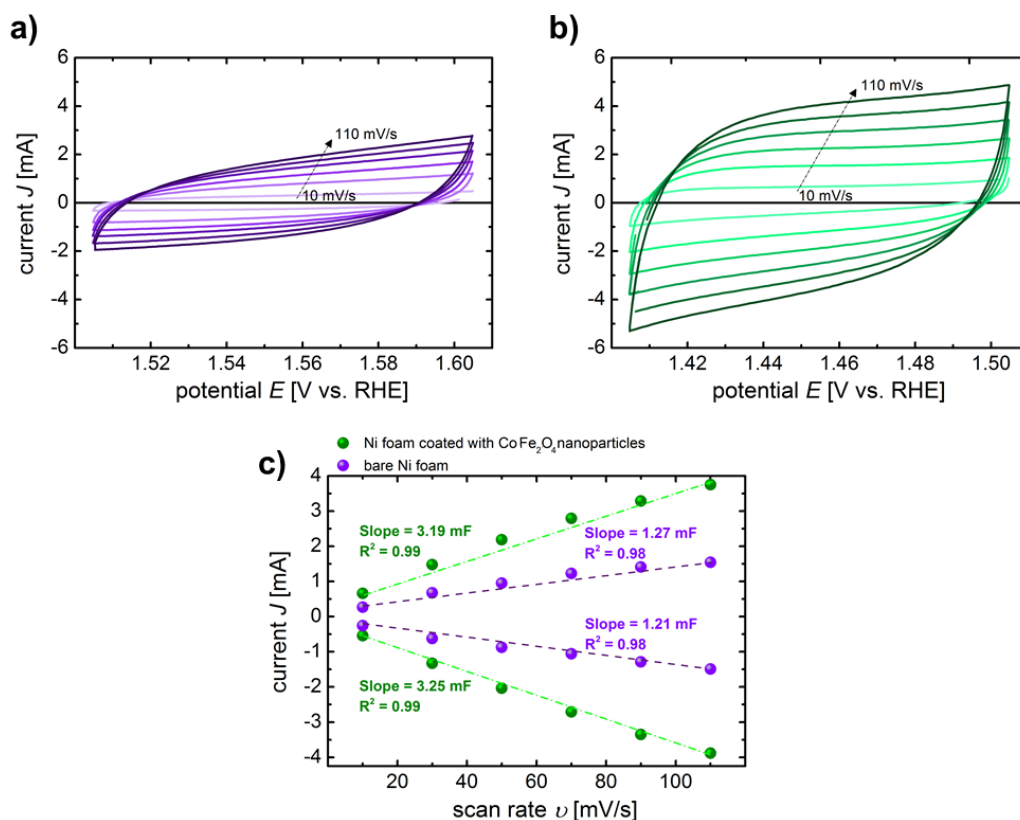 a)
6
4
2
0
-2
-4
-6
current J [mA]
110 mV/s
10 mV/s
1.52
1.54
1.56
1.58
1.60
potential E [V vs. RHE]
b)
6
4
2
0
-2
-4
-6
current J [mA]
110 mV/s
10 mV/s
1.42
1.44
1.46
1.48
1.50
potential E [V vs. RHE]
c)
Ni foam coated with CoFe₂O₄ nanoparticles
bare Ni foam
4
3
2
1
0
-1
-2
-3
-4
current J [mA]
Slope = 3.19 mF
R² = 0.99
Slope = 1.27 mF
R² = 0.98
Slope = 1.21 mF
R² = 0.98
Slope = 3.25 mF
R² = 0.99
20
40
60
80
100
scan rate υ [mV/s]